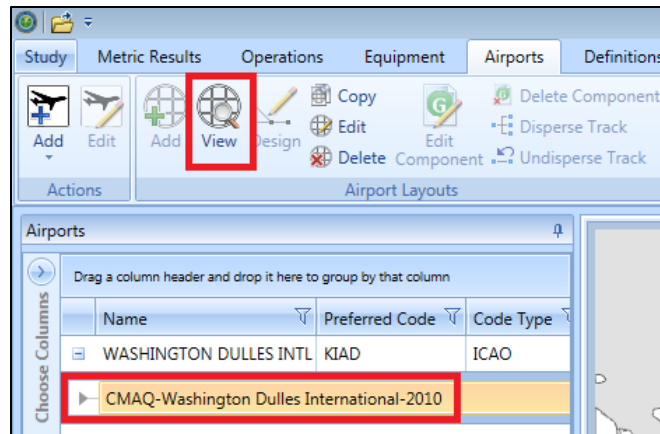 Study Metric Results Operations Equipment Airports Definitions
Add Edit Add View Design Copy Edit Delete Edit Component Delete Component Disperse Track Undisperse Track
Actions Airport Layouts
Airports
Choose Columns
Drag a column header and drop it here to group by that column
Name Preferred Code Code Type
WASHINGTON DULLES INTL KIAD ICAO
CMAQ-Washington Dulles International-2010